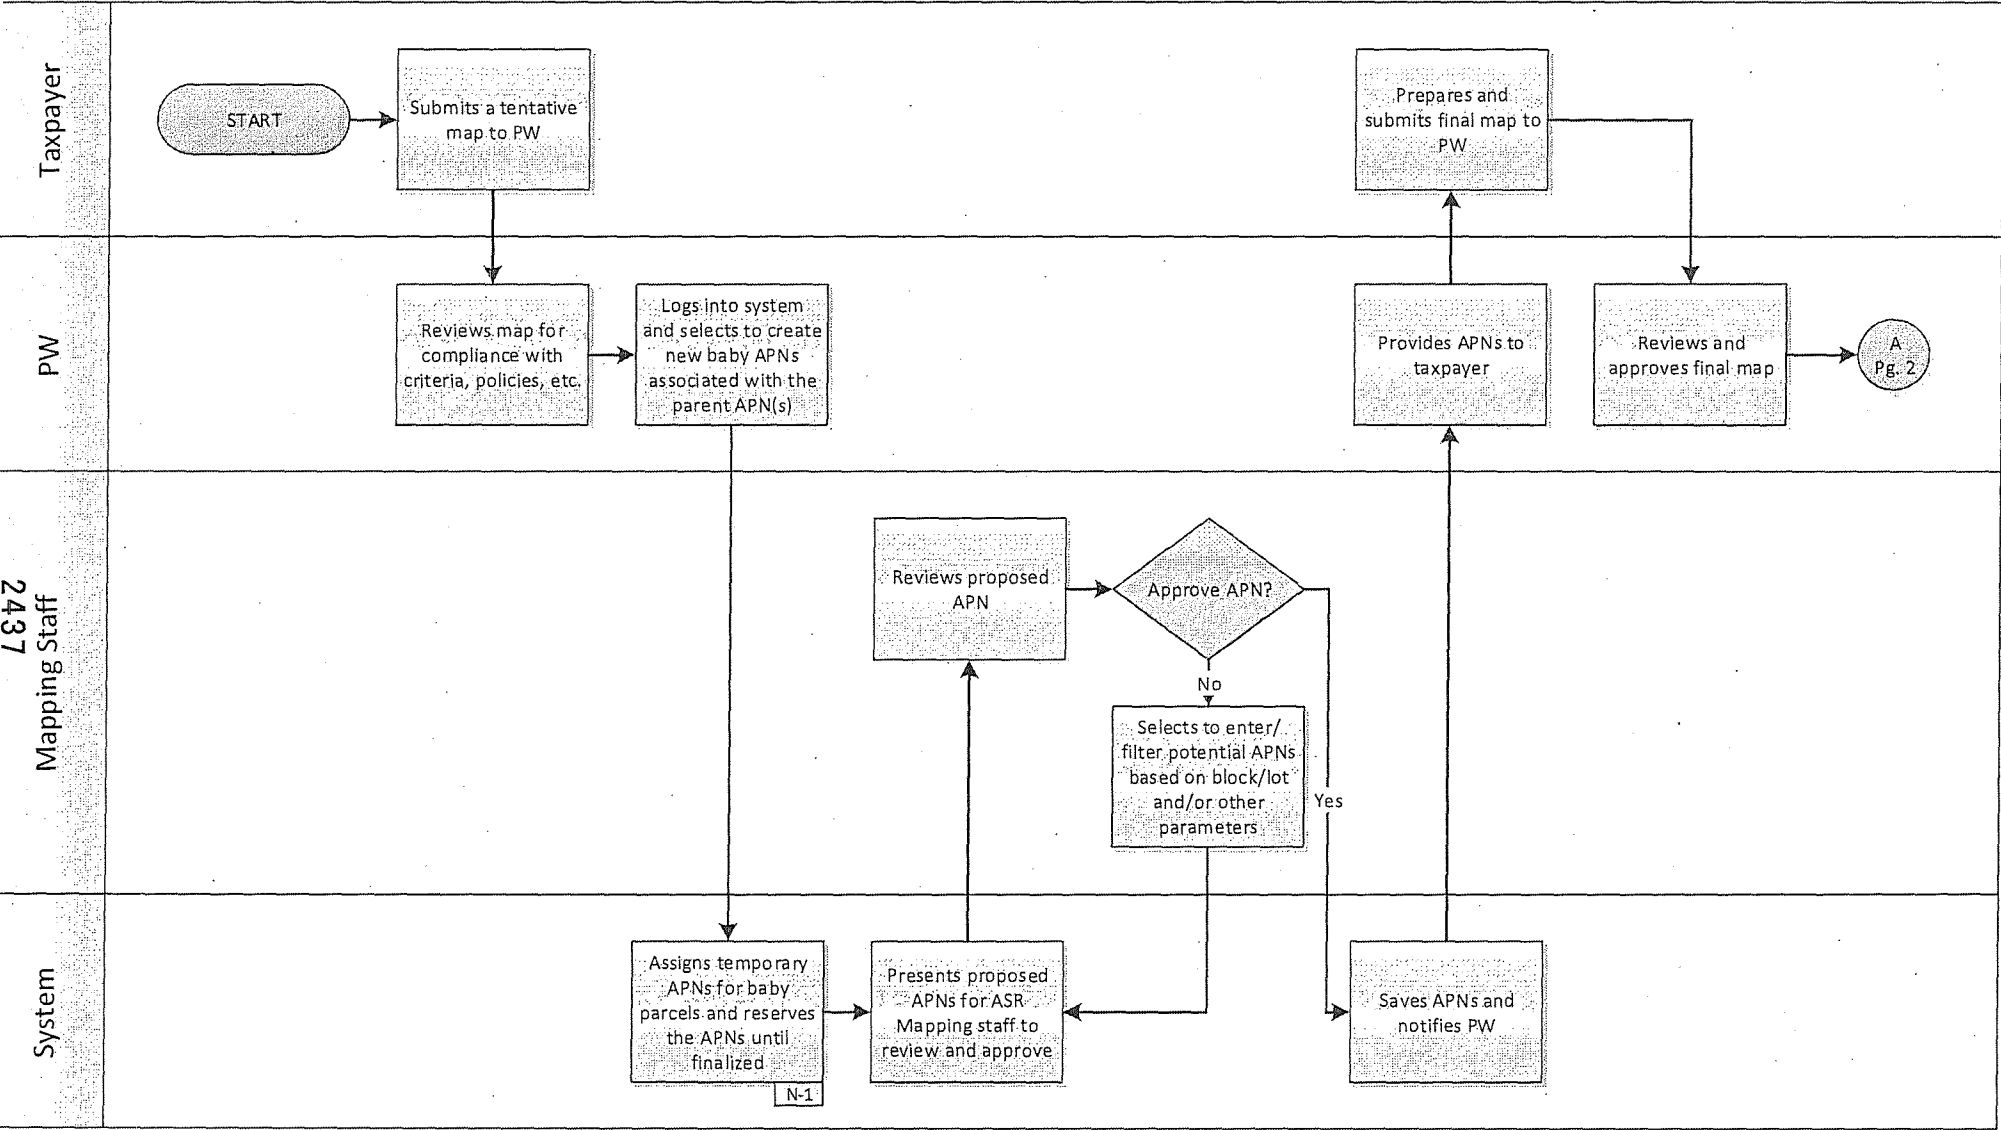 Taxpayer
START
Submits a tentative
map to PW
Prepares and
submits final map to
PW
PW
Reviews map for
compliance with
criteria, policies, etc.
Logs into system
and selects to create
new baby APNs
associated with the
parent APN(s)
Provides APNs to
taxpayer
Reviews and
approves final map
A
Pg. 2
2437
Mapping Staff
Reviews proposed
APN
Approve APN?
No
Selects to enter/
filter potential APNs
based on block/lot
and/or other
parameters
Yes
System
Assigns temporary
APNs for baby
parcels and reserves
the APNs until
finalized
N-1
Presents proposed
APNs for ASR
Mapping staff to
review and approve
Saves APNs and
notifies PW